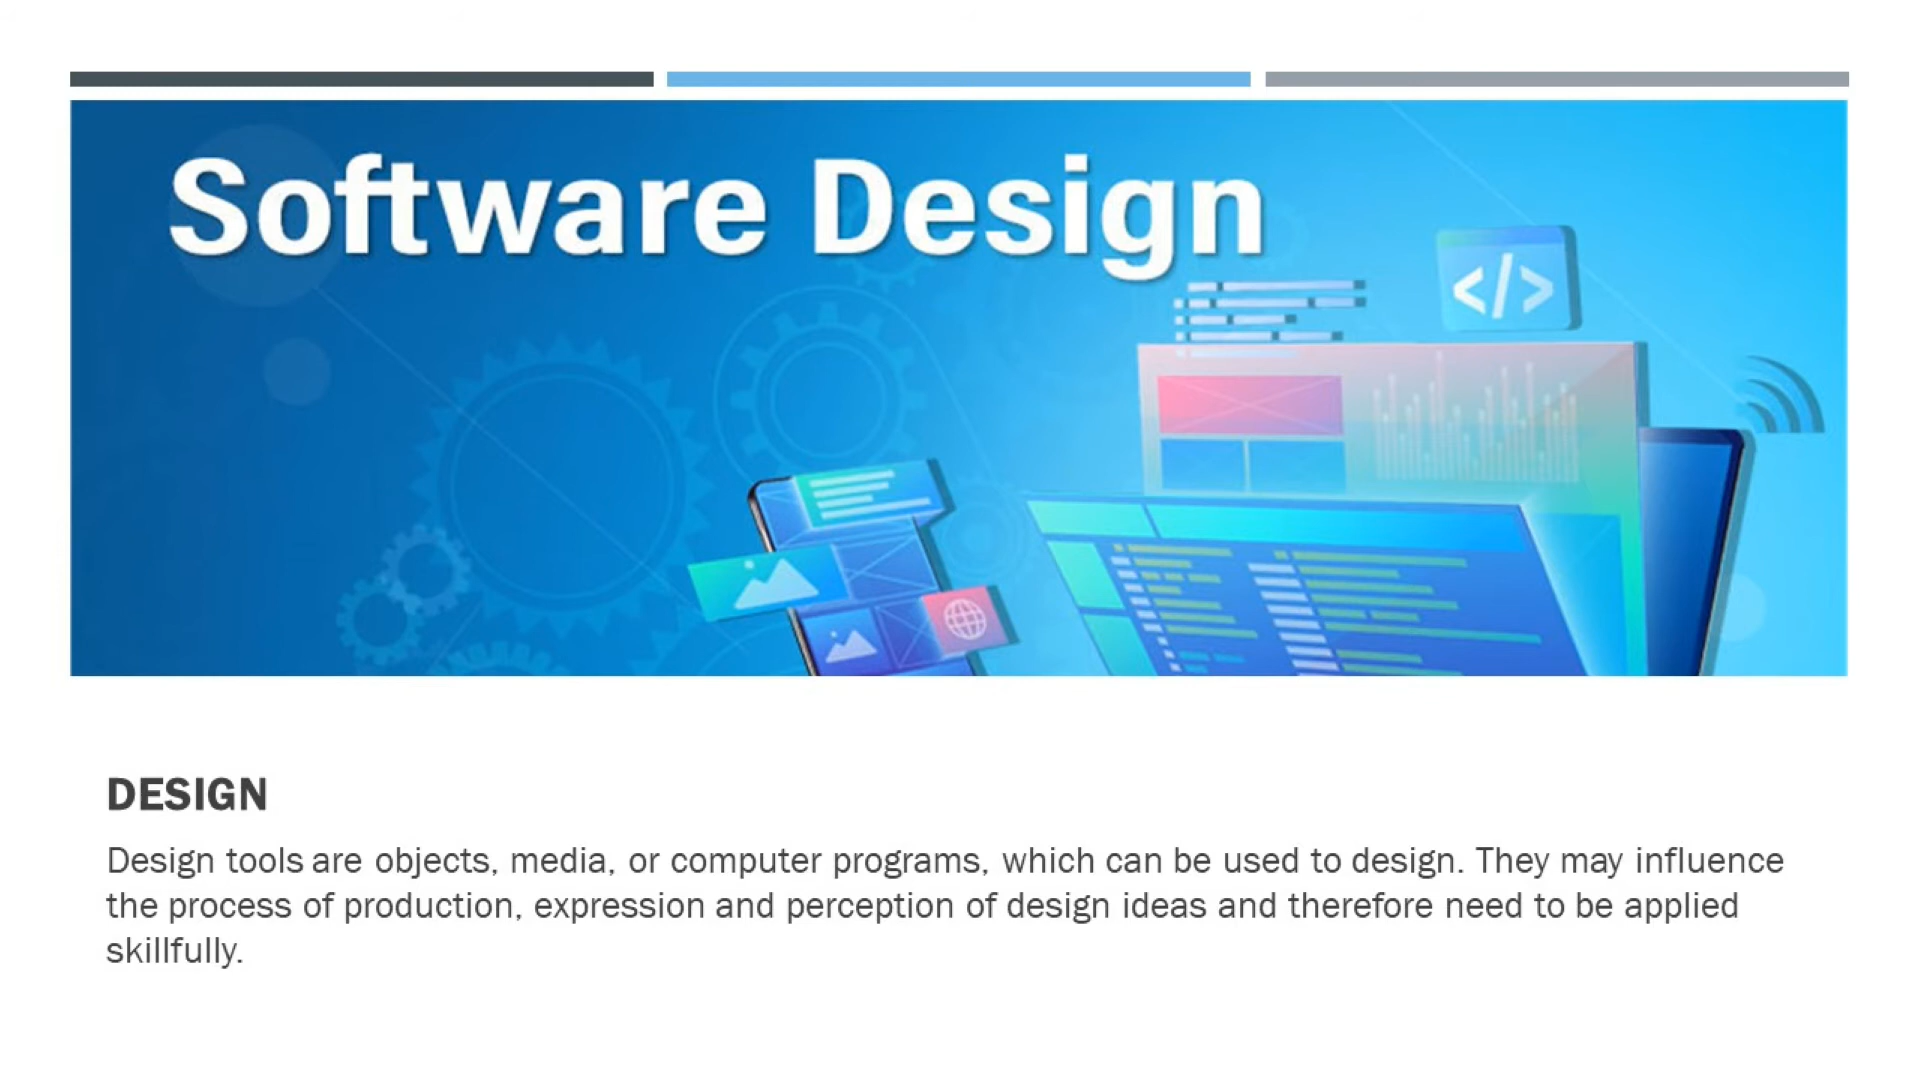 Software Design
</>
DESIGN
Design tools are objects, media, or computer programs, which can be used to design. They may influence
the process of production, expression and perception of design ideas and therefore need to be applied
skillfully.